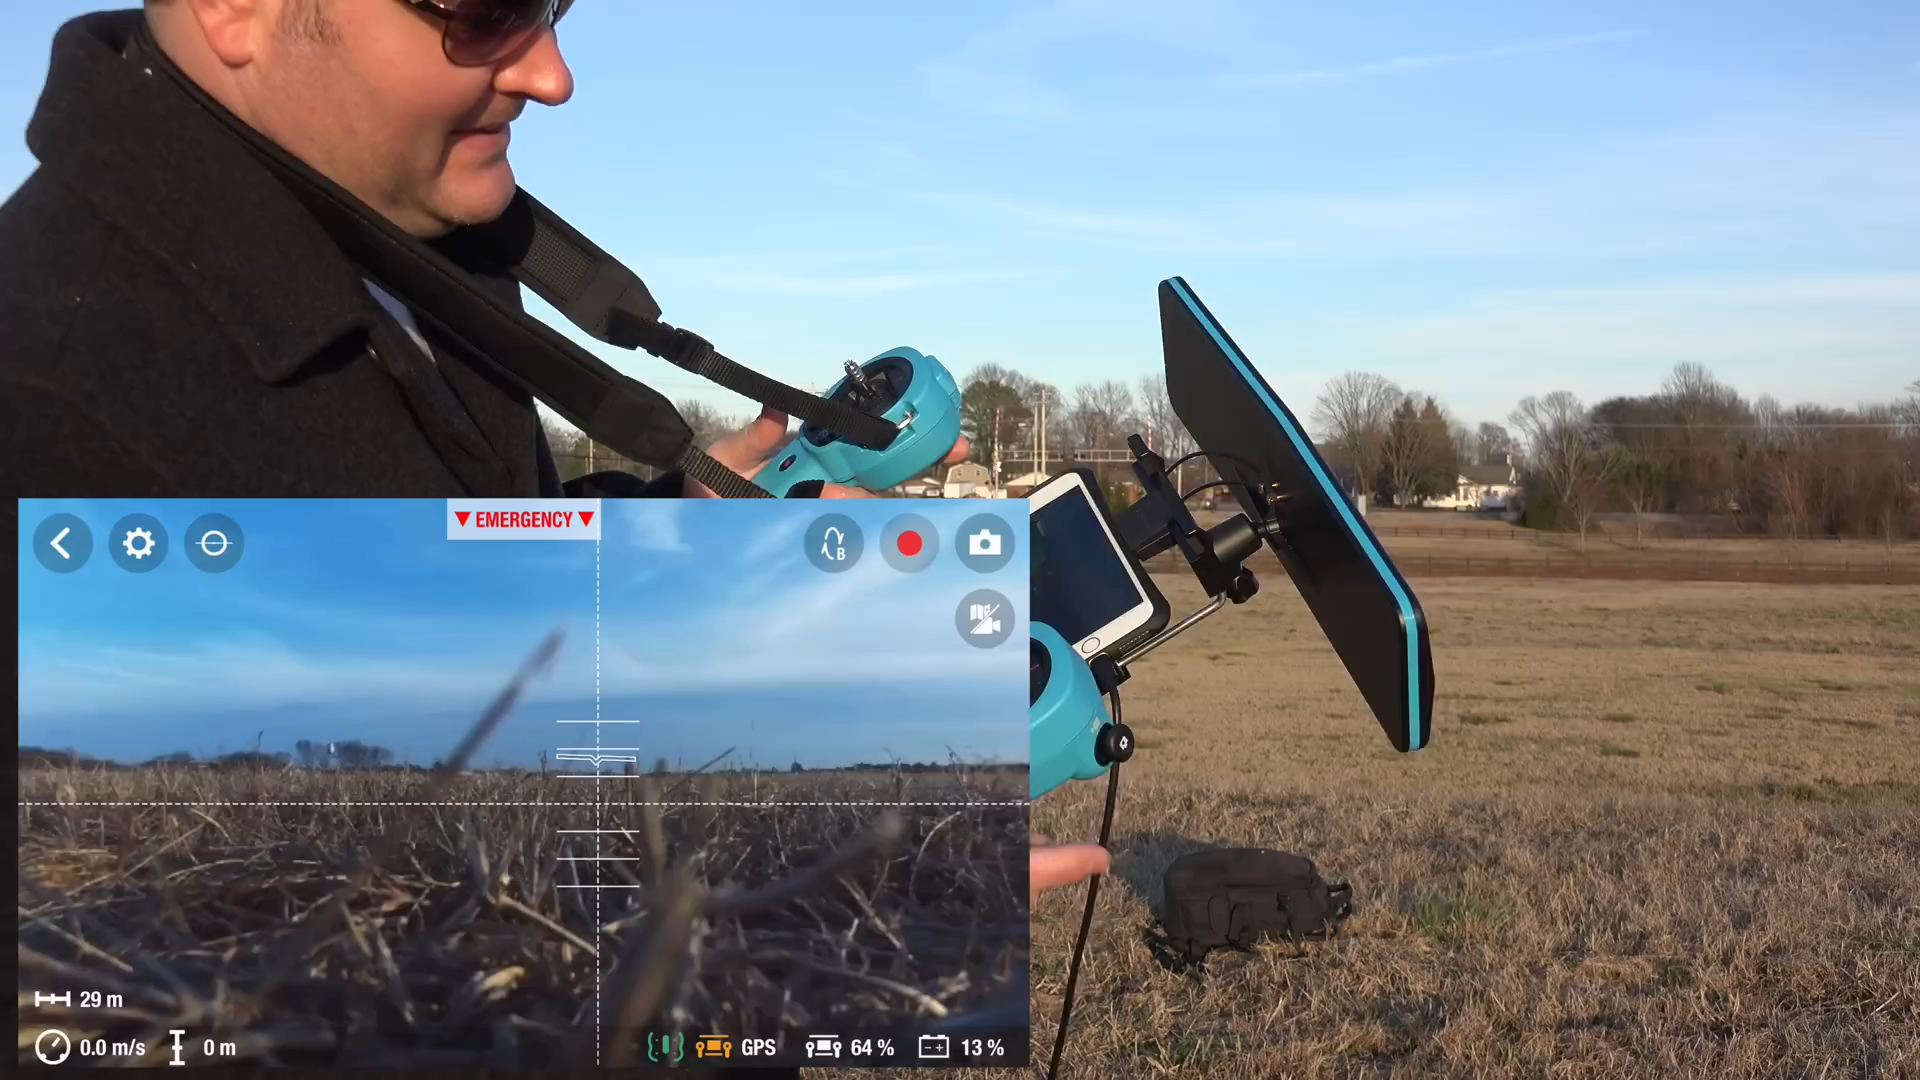 ▼ EMERGENCY ▼
B
29 m
0.0 m/s 0 m GPS 64 % 13 %